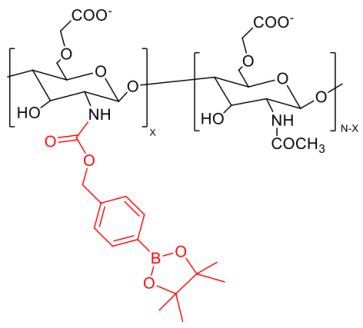 COO⁻ COO⁻
O O
O O O O
HO NH X HO NH N-X
O COCH₃
O
B O
O